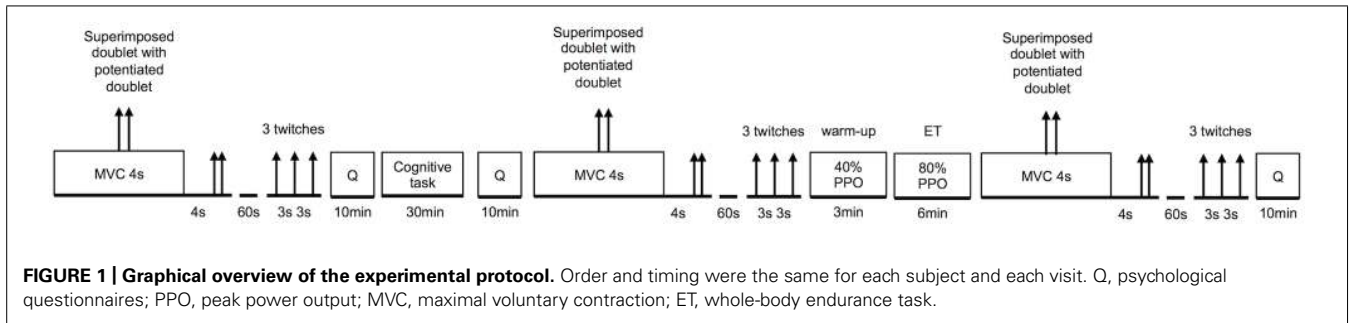 Superimposed
doublet with
potentiated
doublet
Superimposed
doublet with
potentiated
doublet
Superimposed
doublet with
potentiated
doublet
3 twitches
3 twitches
warm-up
ET
3 twitches
MVC 4s
Q
Cognitive
task
Q
MVC 4s
40%
PPO
80%
PPO
MVC 4s
Q
4s 60s 3s 3s 10min 30min 10min 4s 60s 3s 3s 3min 6min 4s 60s 3s 3s 10min
FIGURE 1 | Graphical overview of the experimental protocol. Order and timing were the same for each subject and each visit. Q, psychological
questionnaires; PPO, peak power output; MVC, maximal voluntary contraction; ET, whole-body endurance task.